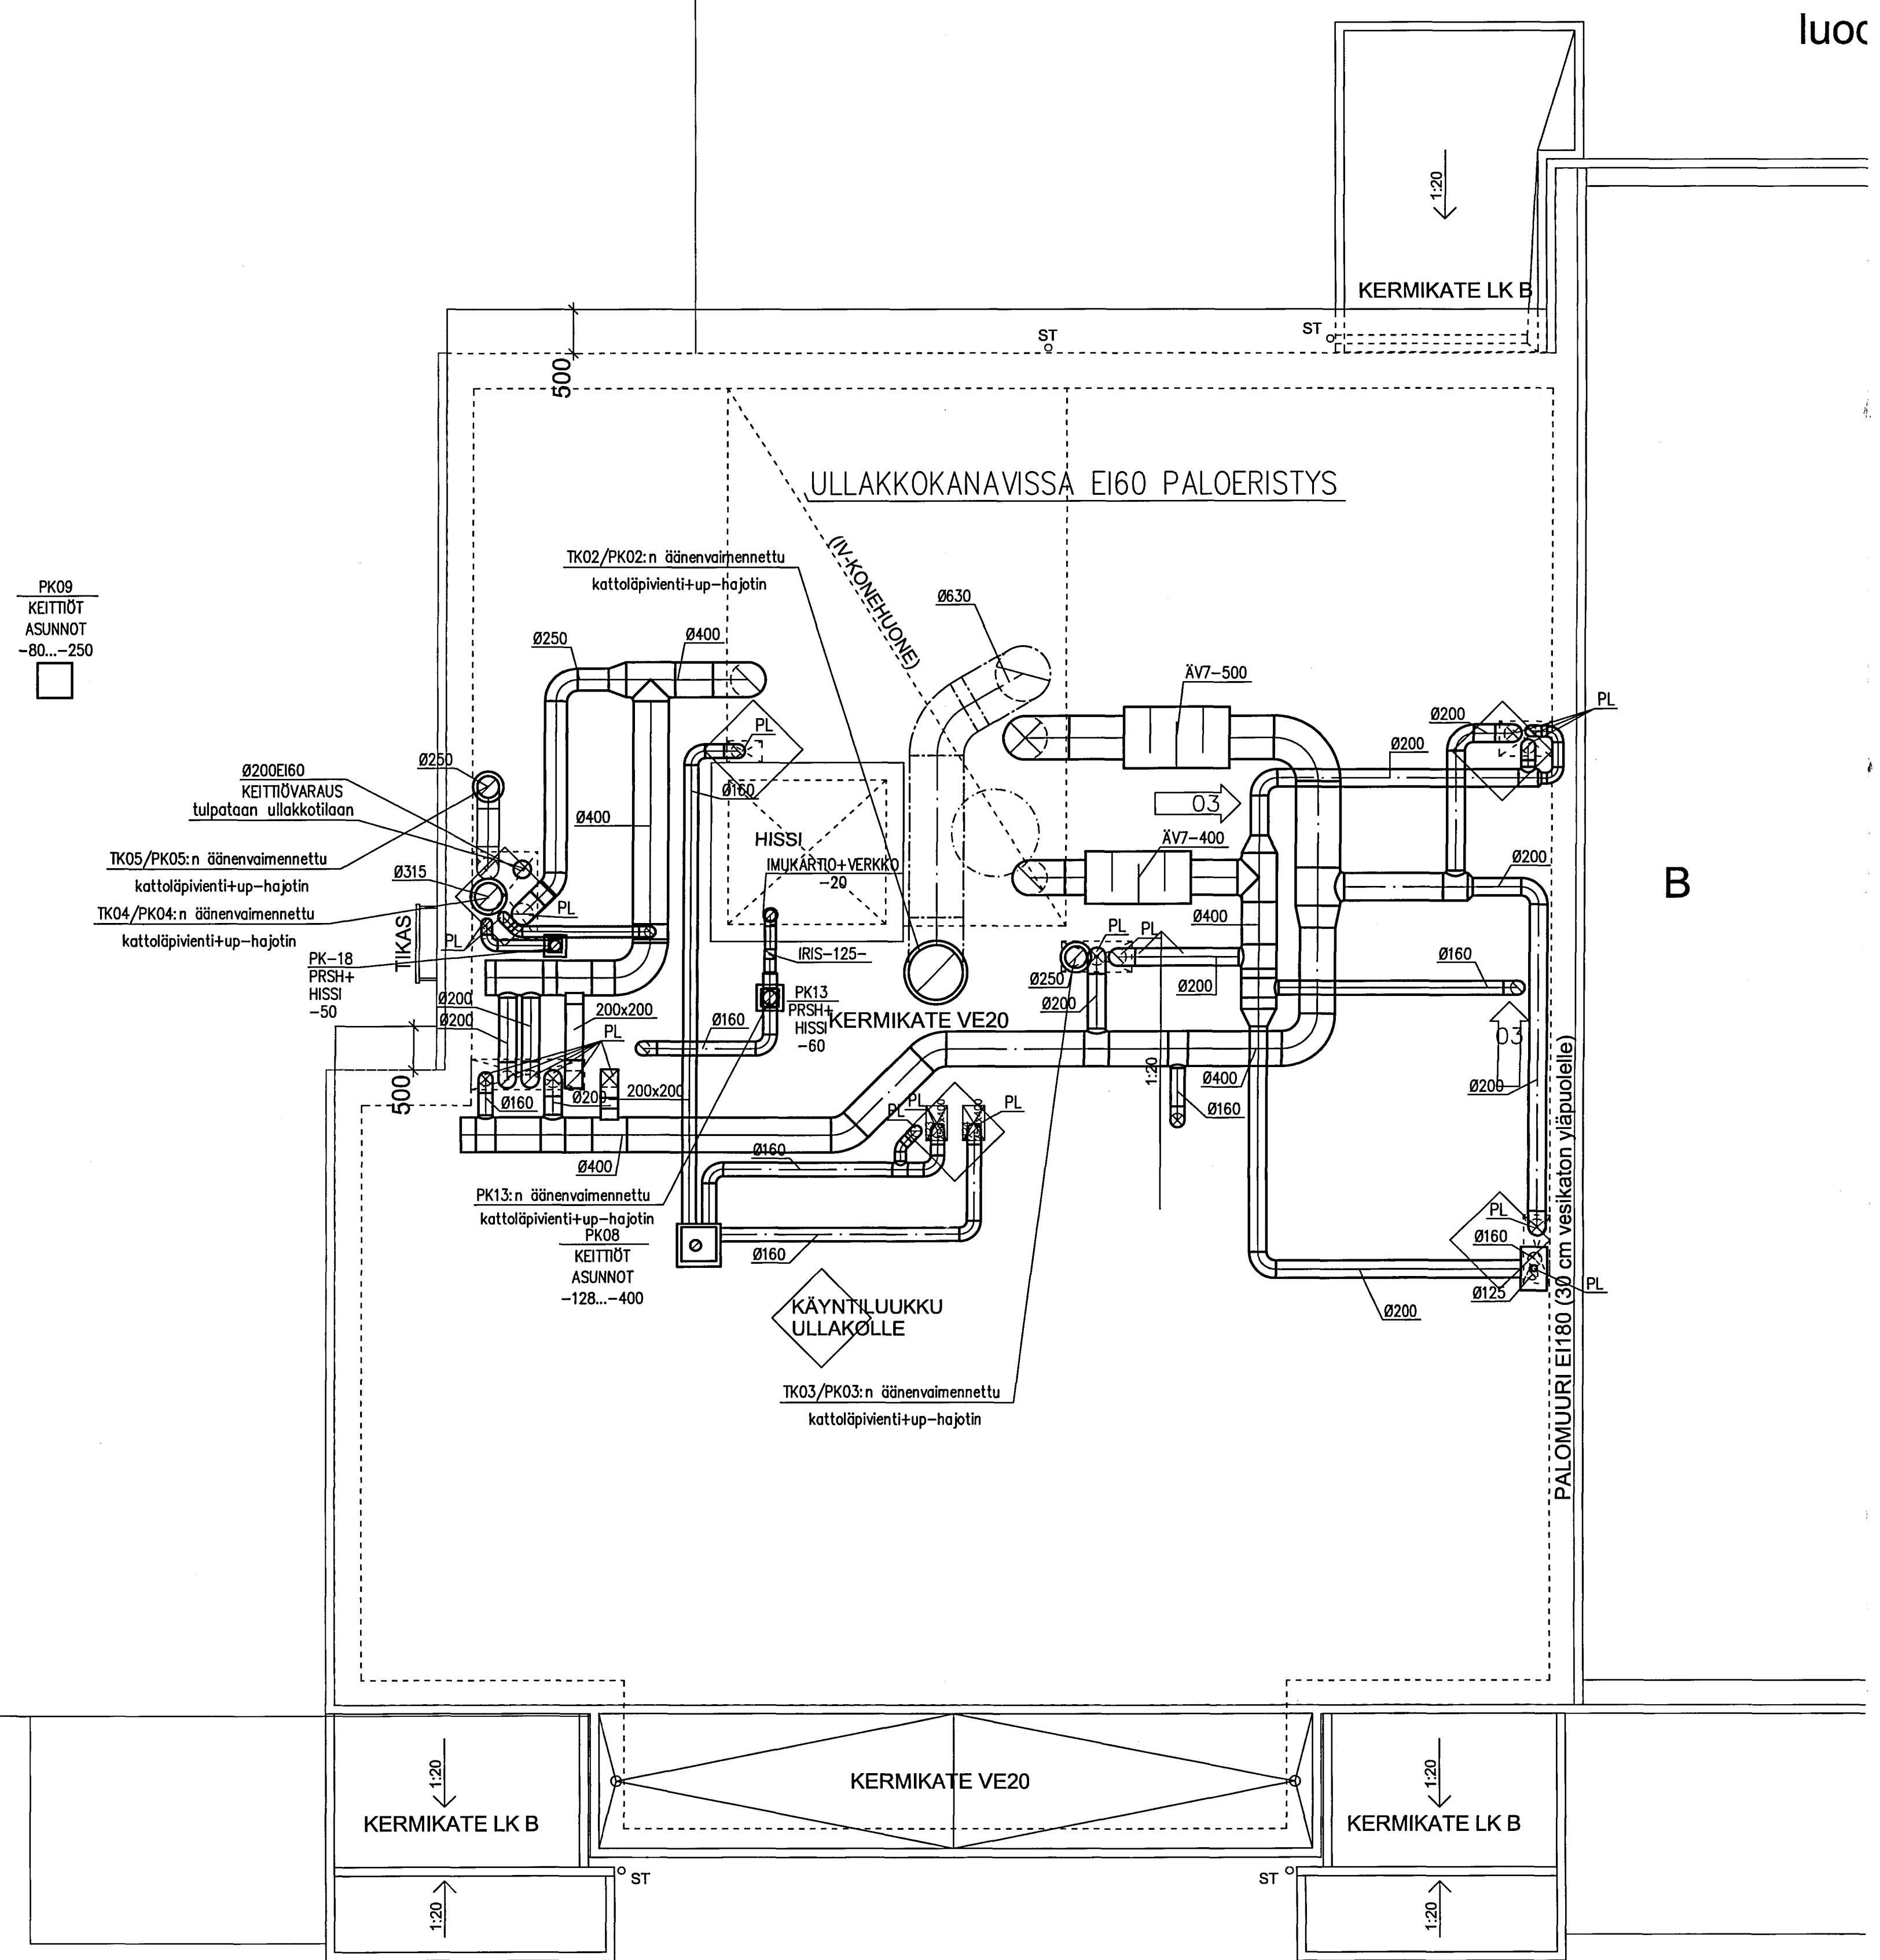 luoc
1:20
KERMIKATE LK B
ST
ST
500
ULLAKKOKANAVISSA EI60 PALOERISTYS
TK02/PK02:n äänenvaimennettu
kattoläpivienti+up-hajotin
(IV-KONEHUONE)
PK09
KEITTIÖT
ASUNNOT
-80...-250
Ø630
Ø250
Ø400
ÄV7-500
PL
Ø200
PL
Ø200
Ø250
Ø200EI60
KEITTIÖVARAUS
tulpataan ullakkotilaan
Ø160
03
Ø400
HISSI
ÄV7-400
TK05/PK05:n äänenvaimennettu
kattoläpivienti+up-hajotin
IMUKARTIO+VERKKO
-20
Ø200
B
Ø315
TK04/PK04:n äänenvaimennettu
kattoläpivienti+up-hajotin
PL
Ø400
TIKAS
PL
PL
PL
PK-18
PRSH+
HISSI
-50
IRIS-125-
Ø160
Ø250
Ø200
Ø200
PK13
PRSH+
HISSI
-60
Ø200
Ø200
200x200
KERMIKATE VE20
03
PL
Ø160
1:20
Ø400
Ø200
500
Ø160
Ø200
200x200
PL
PL
PL
Ø160
Ø400
Ø160
PK13:n äänenvaimennettu
kattoläpivienti+up-hajotin
PK08
KEITTIÖT
ASUNNOT
-128...-400
Ø160
PL
Ø160
PL
Ø125
Ø200
KÄYNTILUUKKU
ULLAKOLLE
PALOMUURI EI180 (30 cm vesikaton yläpuolelle)
TK03/PK03:n äänenvaimennettu
kattoläpivienti+up-hajotin
1:20
KERMIKATE LK B
KERMIKATE VE20
1:20
KERMIKATE LK B
ST
ST
1:20
1:20